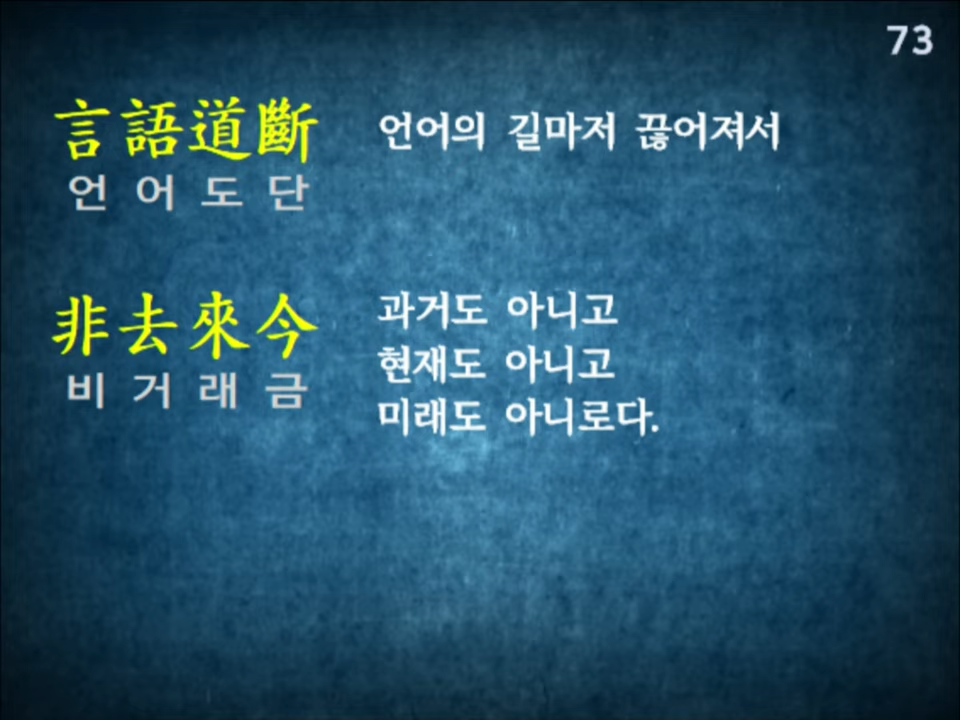 73
言語道斷
언어도단
언어의 길마저 끊어져서
非去來今
비거래금
과거도 아니고
현재도 아니고
미래도 아니로다.